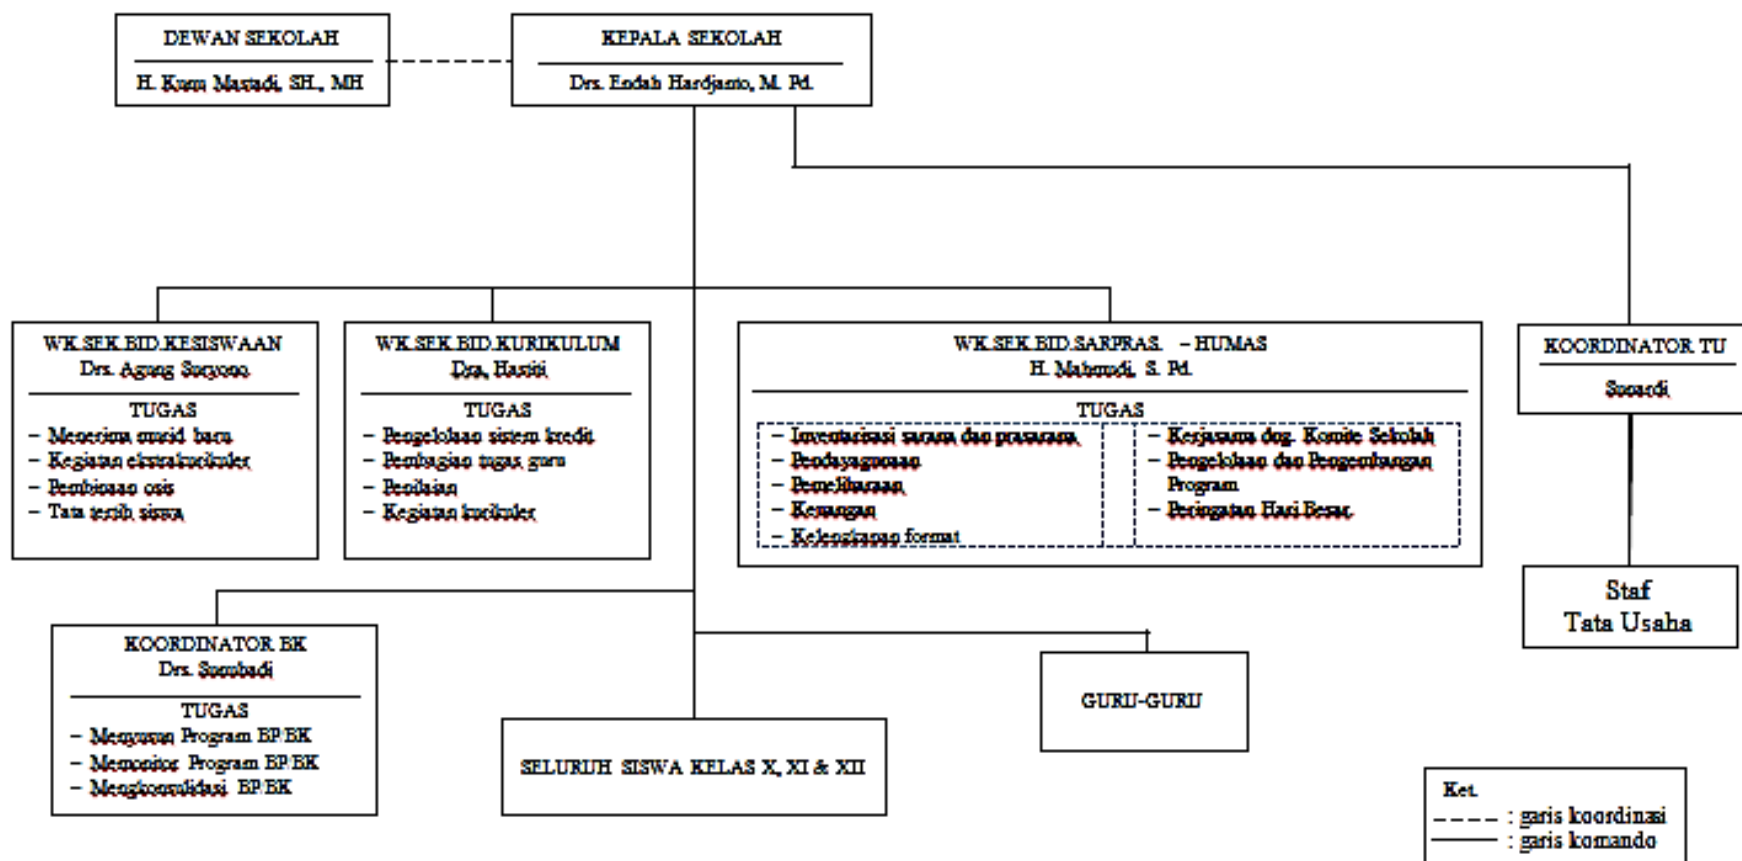 DEWAN SEKOLAH
H. Kunu Mastadi, SH., MH
KEPALA SEKOLAH
Drs. Endah Hardjanto, M. Pd.
WK.SEK.BID.KESISWAAN
Drs. Agung Suryono
TUGAS
– Menerima murid baru
– Kegiatan ekstrakurikuler
– Pembinaan osis
– Tata tertib siswa
WK.SEK.BID.KURIKULUM
Dra, Hastiti
TUGAS
– Pengelolaan sistem kredit
– Pembagian tugas guru
– Penilaian
– Kegiatan kurikuler
WK.SEK.BID.SARPRAS. – HUMAS
H. Mahmudi, S. Pd.
TUGAS
– Inventarisasi sarana dan prasarana
– Pendayagunaan
– Pemeliharaan
– Keuangan
– Kelengkapan format
– Kerjasama dng. Komite Sekolah
– Pengelolaan dan Pengembangan
Program
– Peringatan Hari Besar
KOORDINATOR TU
Sunardi
Staf
Tata Usaha
KOORDINATOR BK
Drs.
TUGAS
– Menyusun Program BP/BK
– Memonitor Program BP/BK
– Mengkonsulidasi BP/BK
SELURUH SISWA KELAS X, XI & XII
GURU-GURU
Ket.
: garis koordinasi
: garis komando